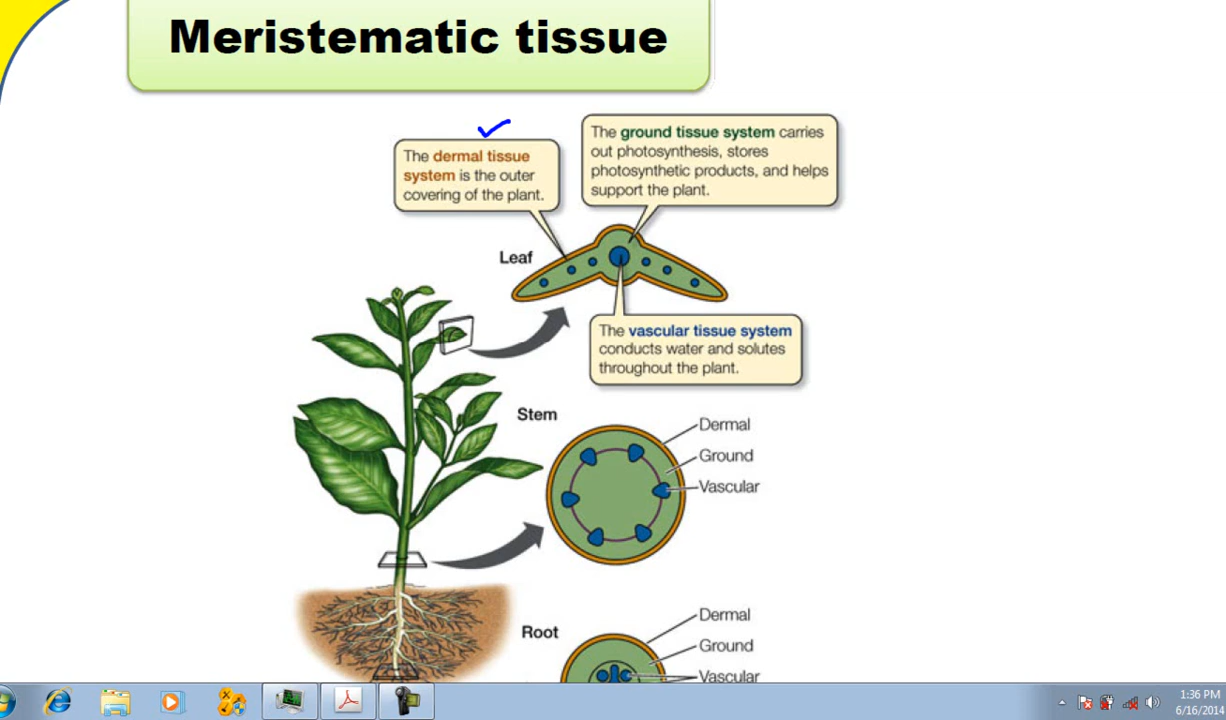 Meristematic tissue
The dermal tissue
system is the outer
covering of the plant.
The ground tissue system carries
out photosynthesis, stores
photosynthetic products, and helps
support the plant.
Leaf
The vascular tissue system
conducts water and solutes
throughout the plant.
Stem
Dermal
Ground
Vascular
Root
Dermal
Ground
Vascular
1:36 PM
6/16/2014